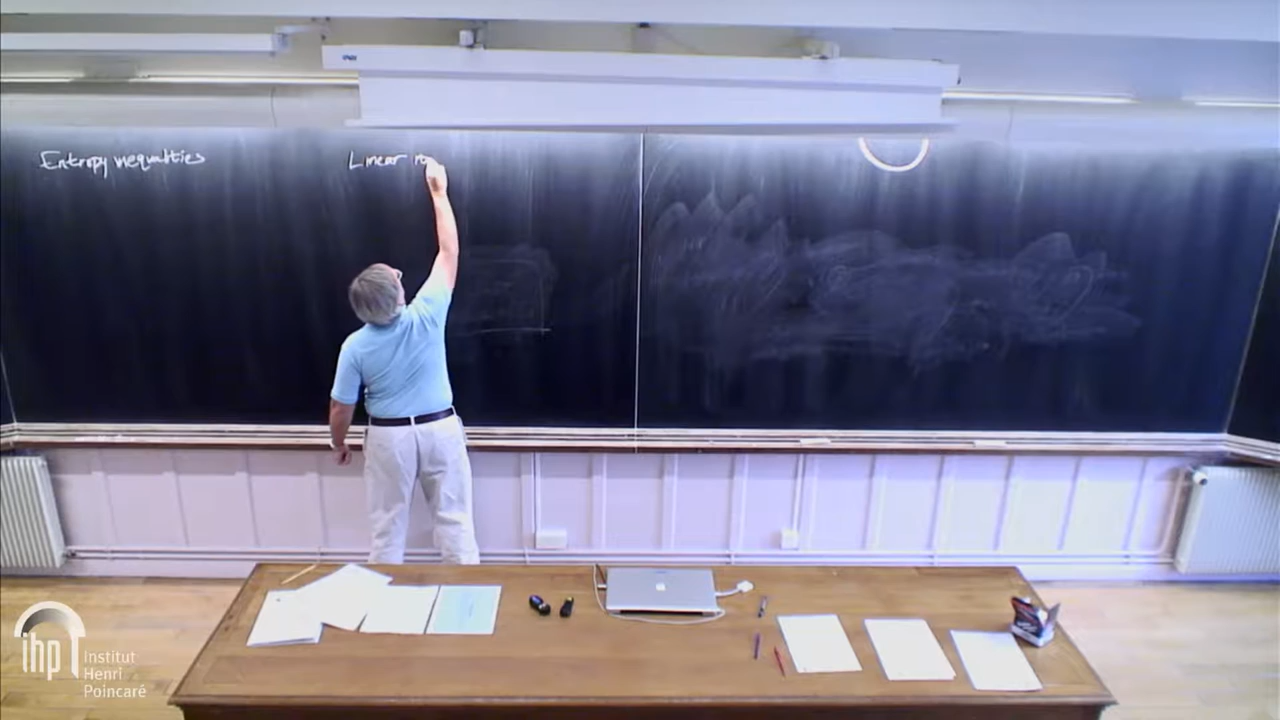 Entropy inequalities
Linear
ihp
Institut
Henri
Poincaré